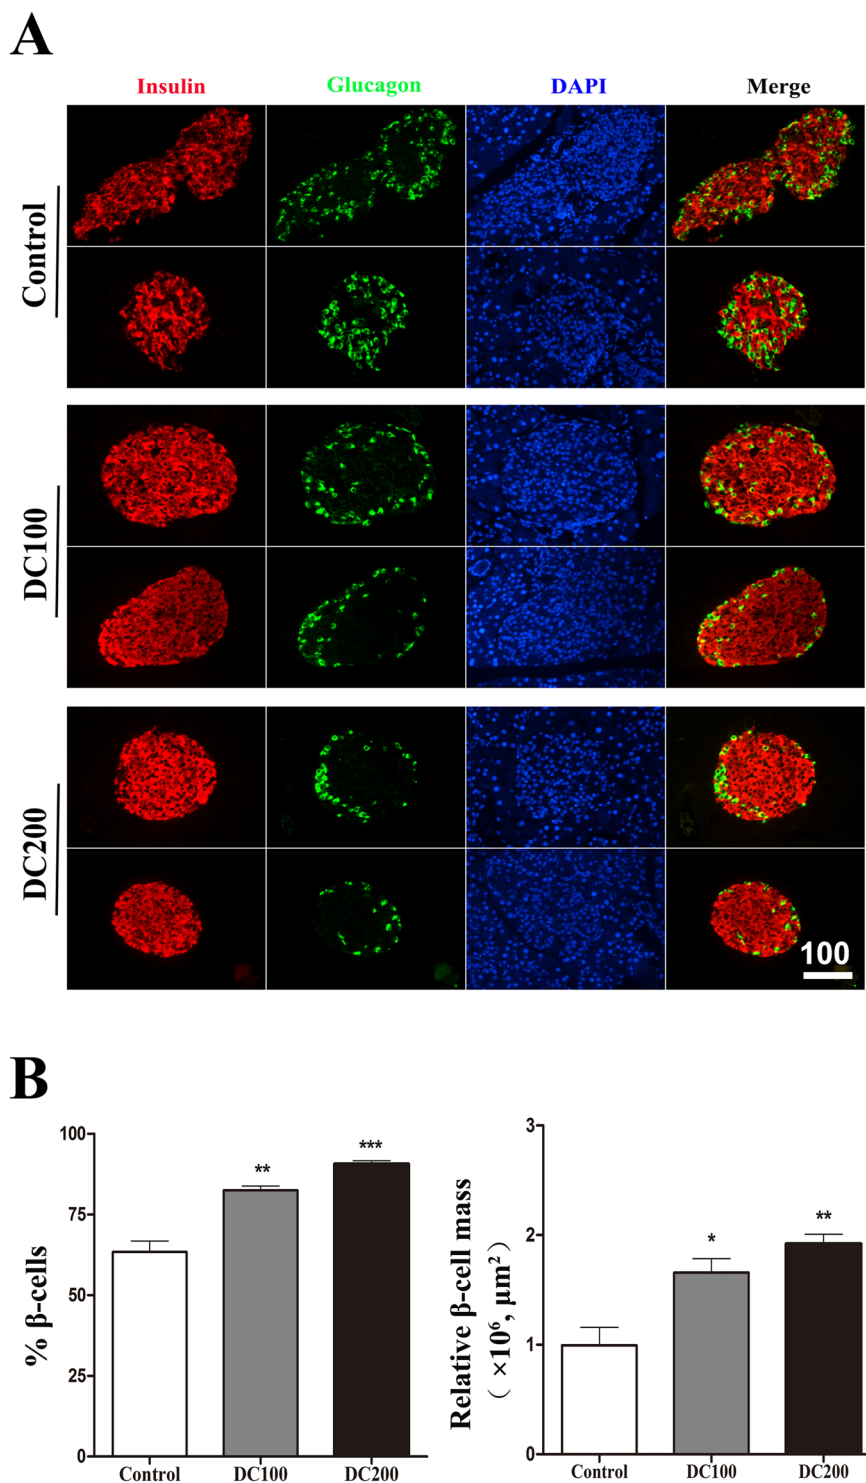 A
Insulin Glucagon DAPI Merge
Control
DC100
DC200
100
B
% β-cells
100
75
50
25
0
**
***
Control DC100 DC200
Relative β-cell mass
( ×10⁶, μm²)
3
2
1
0
*
**
Control DC100 DC200